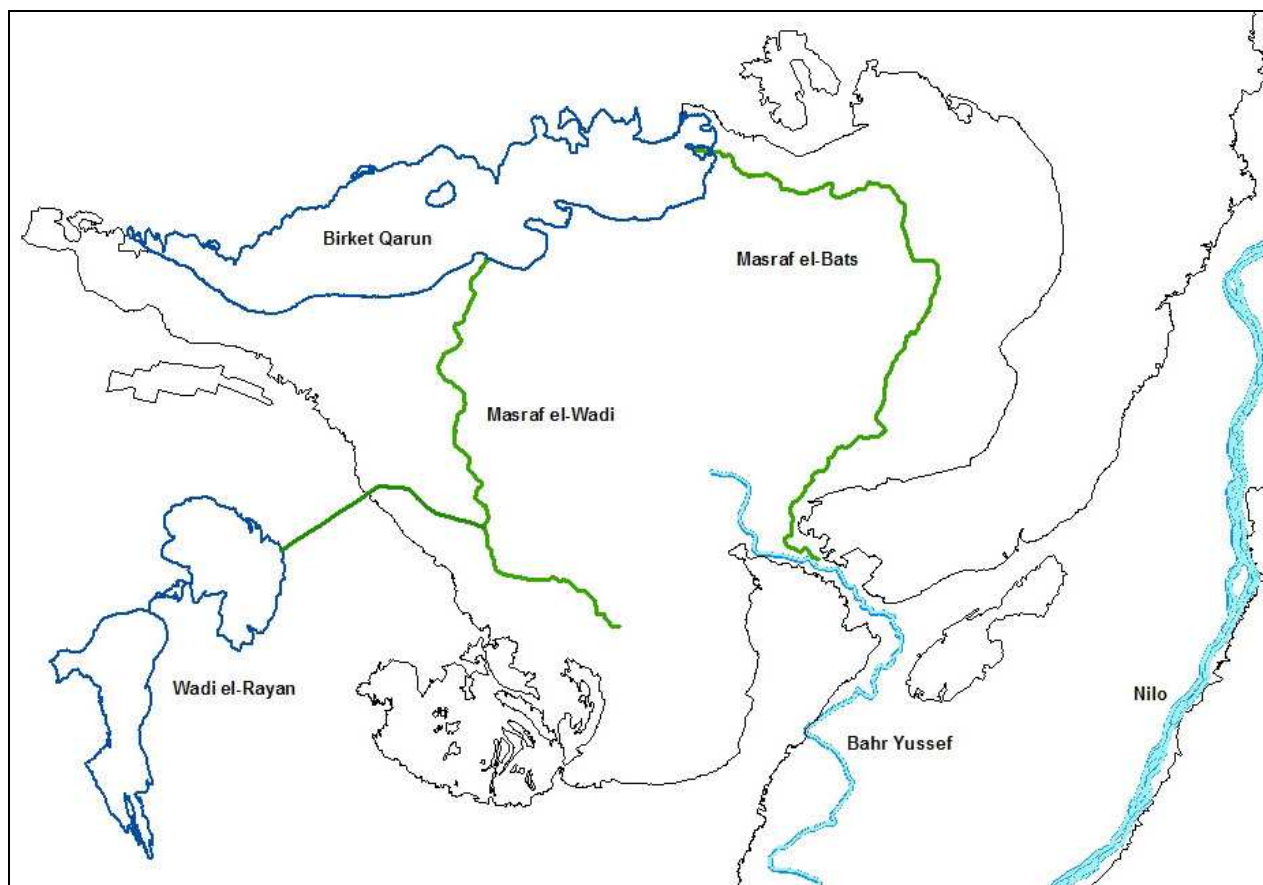 Birket Qarun
Masraf el-Bats
Masraf el-Wadi
Wadi el-Rayan
Nilo
Bahr Yussef